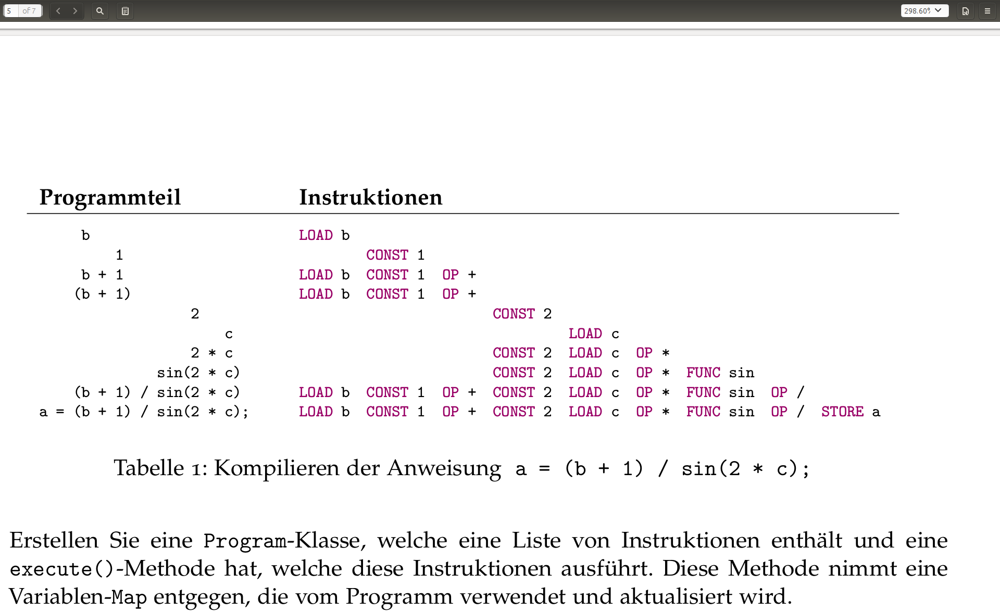 5 of 7 298.60%
Programmteil Instruktionen
b LOAD b
1 CONST 1
b + 1 LOAD b CONST 1 OP +
(b + 1) LOAD b CONST 1 OP +
2 CONST 2
c LOAD c
2 * c CONST 2 LOAD c OP *
sin(2 * c) CONST 2 LOAD c OP * FUNC sin
(b + 1) / sin(2 * c) LOAD b CONST 1 OP + CONST 2 LOAD c OP * FUNC sin OP /
a = (b + 1) / sin(2 * c); LOAD b CONST 1 OP + CONST 2 LOAD c OP * FUNC sin OP / STORE a
Tabelle 1: Kompilieren der Anweisung a = (b + 1) / sin(2 * c);
Erstellen Sie eine Program-Klasse, welche eine Liste von Instruktionen enthält und eine
execute()-Methode hat, welche diese Instruktionen ausführt. Diese Methode nimmt eine
Variablen-Map entgegen, die vom Programm verwendet und aktualisiert wird.